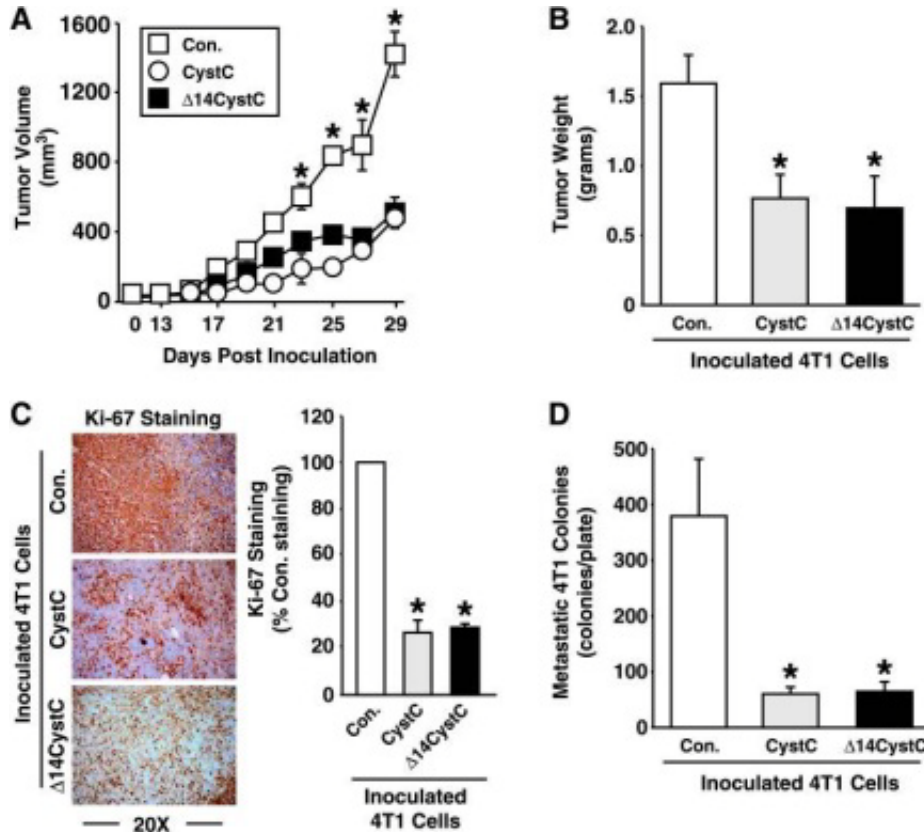 A
1600
1200
800
400
0
Tumor Volume
(mm³)
Con.
CystC
Δ14CystC
* * * *
0 13 17 21 25 29
Days Post Inoculation
B
2.0
1.5
1.0
0.5
0
Tumor Weight
(grams)
* *
Con. CystC Δ14CystC
Inoculated 4T1 Cells
C
Ki-67 Staining
Inoculated 4T1 Cells
Con.
CystC
Δ14CystC
20X
120
100
80
60
40
20
0
Ki-67 Staining
(% Con. staining)
* *
Con.
CystC
Δ14CystC
Inoculated
4T1 Cells
D
500
400
300
200
100
0
Metastatic 4T1 Colonies
(colonies/plate)
* *
Con. CystC Δ14CystC
Inoculated 4T1 Cells